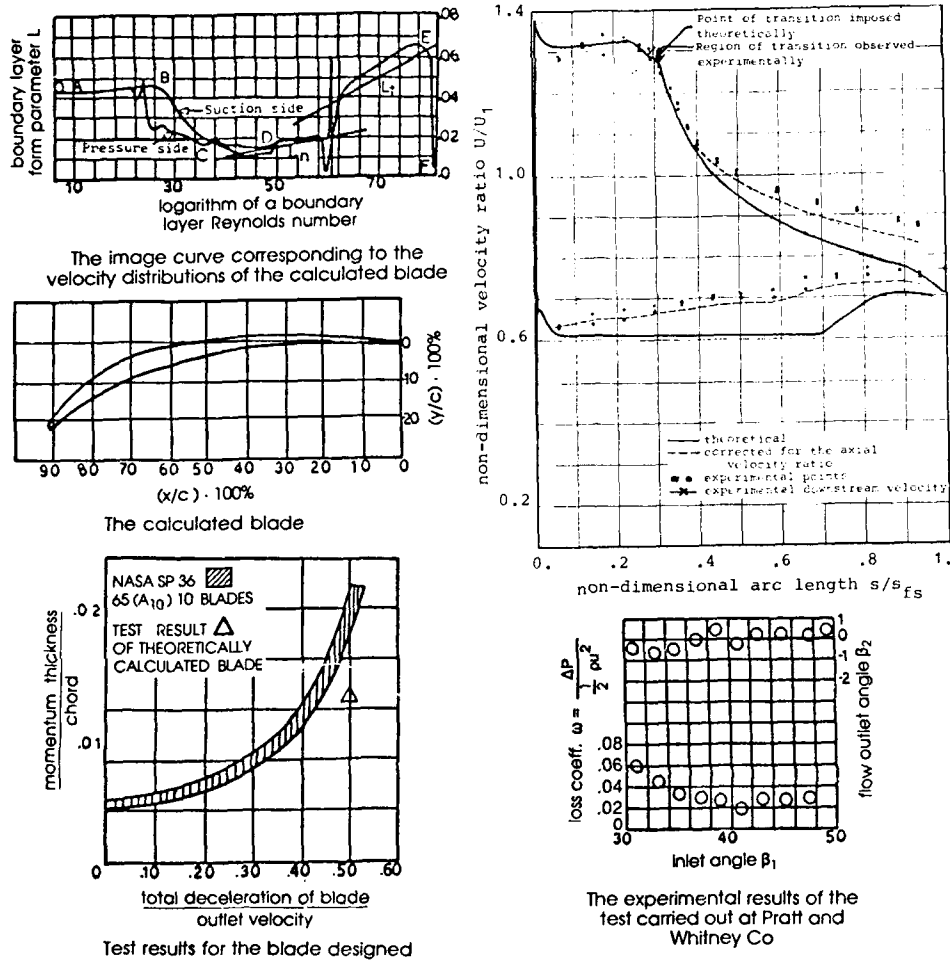 boundary layer
form parameter L
.08
.06
.04
.02
.0
A
B
C
D
E
F
Suction side
Pressure side
10
30
50
70
logarithm of a boundary
layer Reynolds number
The image curve corresponding to the
velocity distributions of the calculated blade
0
10
20
(y/c) · 100%
90 80 70 60 50 40 30 20 10 0
(x/c) · 100%
The calculated blade
NASA SP 36
65 (A10) 10 BLADES
TEST RESULT △
OF THEORETICALLY
CALCULATED BLADE
momentum thickness
chord
.02
.01
0 .10 .20 .30 .40 .50 .60
total deceleration of blade
outlet velocity
Test results for the blade designed
non-dimensional velocity ratio U/U1
1.4
1.0
0.6
0.2
Point of transition imposed
theoretically
Region of transition observed
experimentally
theoretical
corrected for the axial
velocity ratio
experimental points
experimental downstream velocity
0 .2 .4 .6 .8 1.
non-dimensional arc length s/sfs
loss coeff. ω = ΔP / ½ ρu²
.08
.06
.04
.02
0
1
0
-1
-2
flow outlet angle β2
30 40 50
inlet angle β1
The experimental results of the
test carried out at Pratt and
Whitney Co